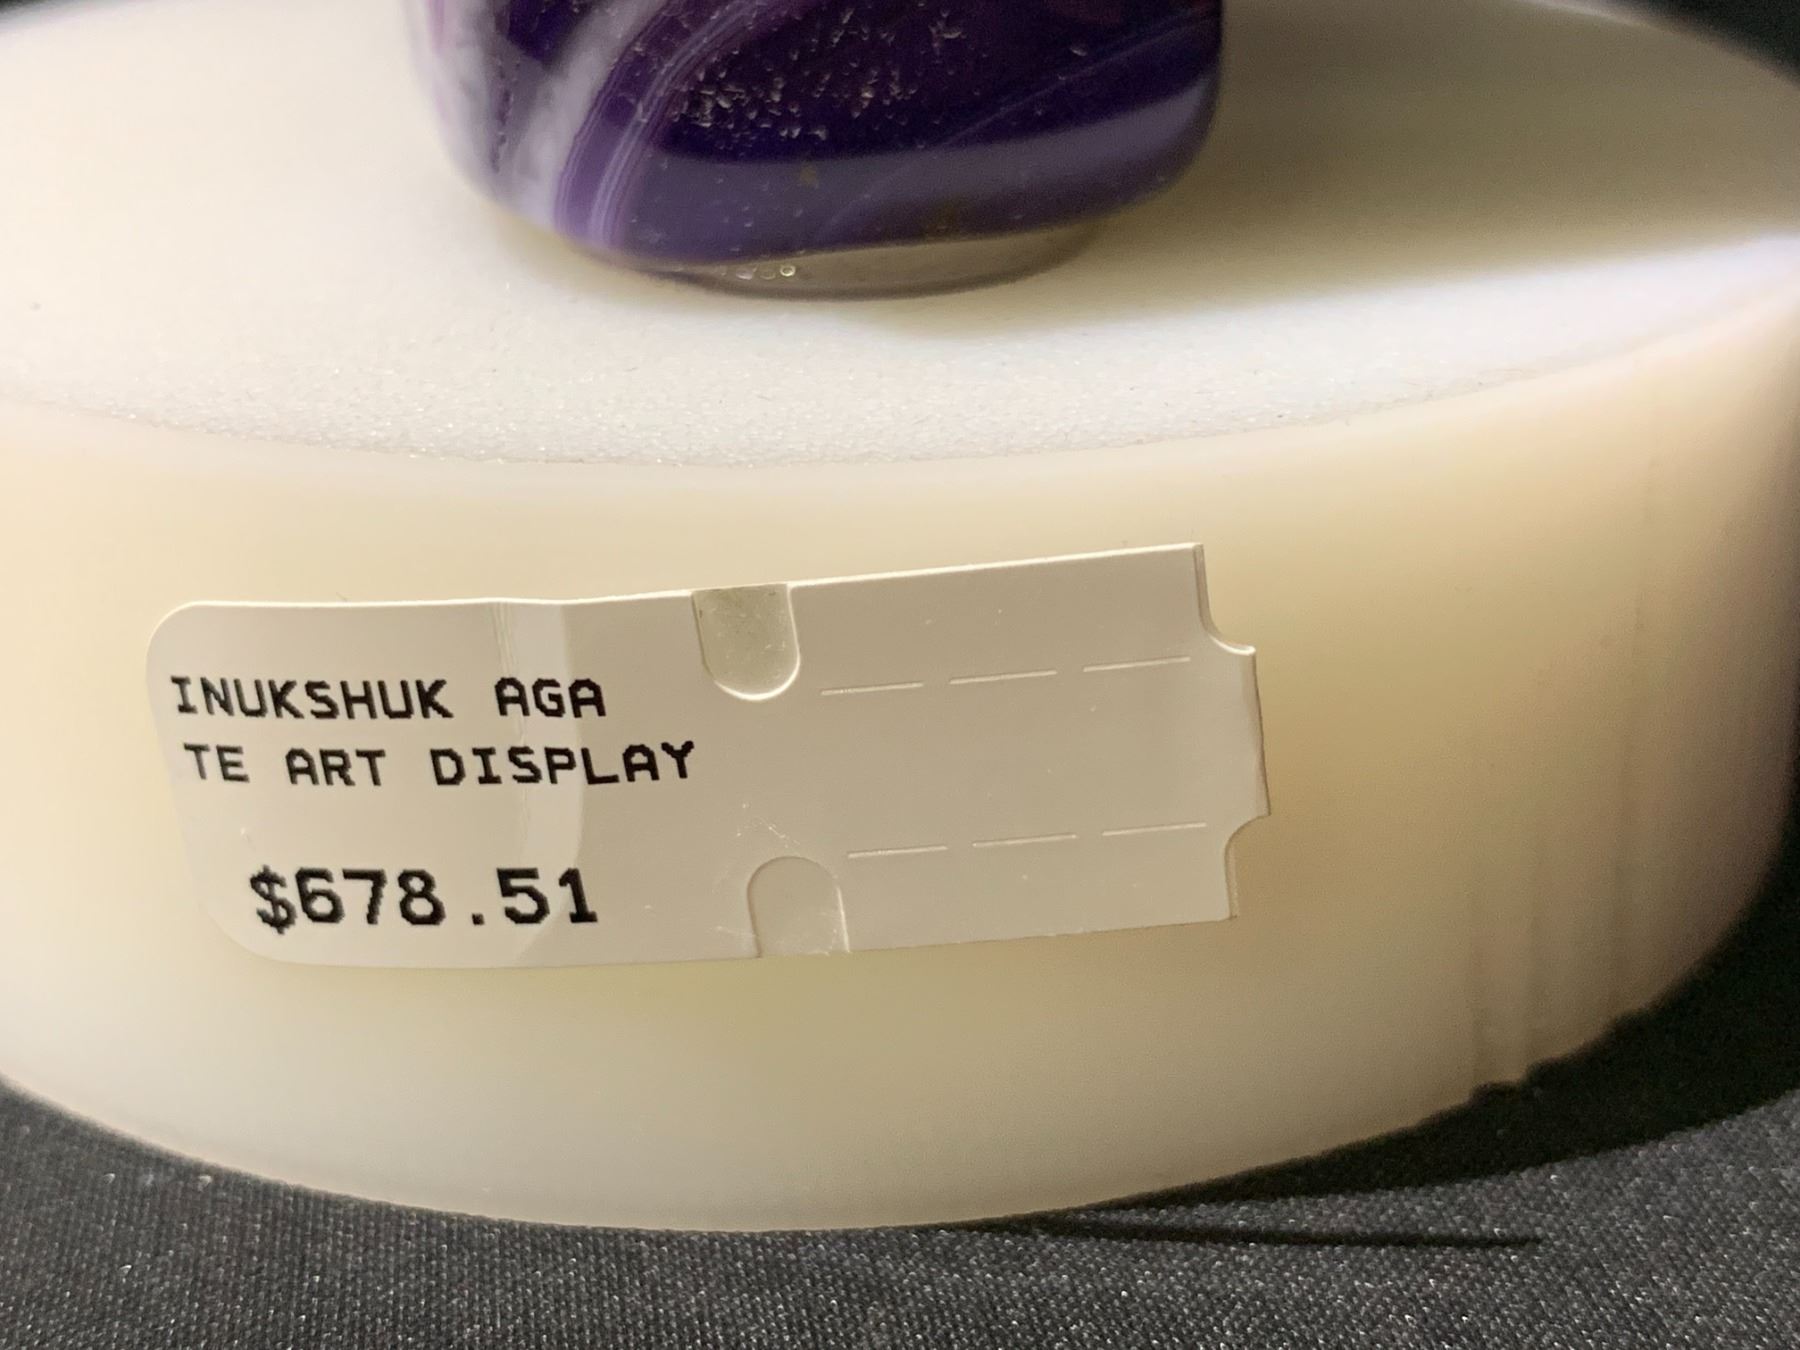 INUKSHUK AGA
TE ART DISPLAY
$678.51